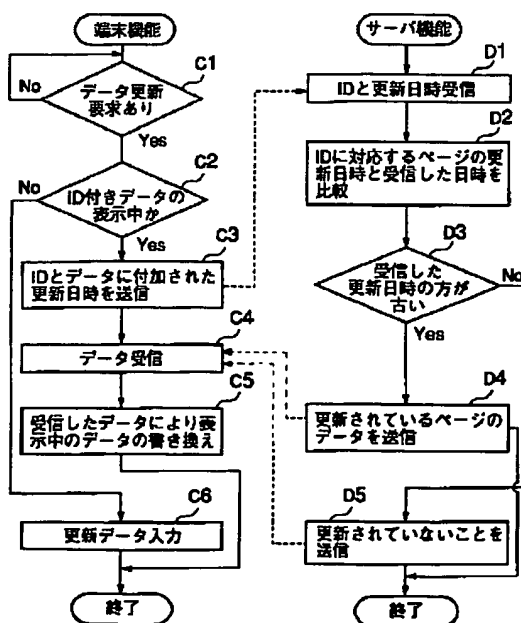 端末機能
C1
No
データ更新
要求あり
Yes
C2
No
ID付きデータの
表示中か
Yes
C3
IDとデータに付加された
更新日時を送信
C4
データ受信
C5
受信したデータにより表
示中のデータの書き換え
C6
更新データ入力
終了
サーバ機能
D1
IDと更新日時受信
D2
IDに対応するページの更
新日時と受信した日時を
比較
D3
受信した
更新日時の方が
古い
No
Yes
D4
更新されているページの
データを送信
D5
更新されていないことを
送信
終了